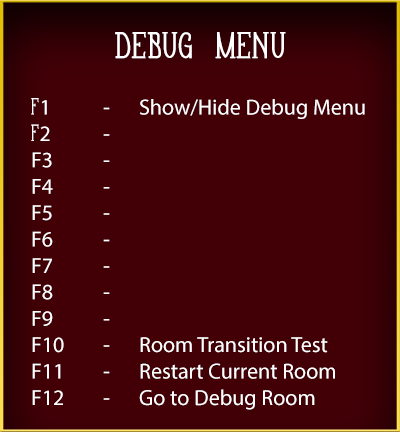 DEBUG MENU
F1 - Show/Hide Debug Menu
F2 -
F3 -
F4 -
F5 -
F6 -
F7 -
F8 -
F9 -
F10 - Room Transition Test
F11 - Restart Current Room
F12 - Go to Debug Room